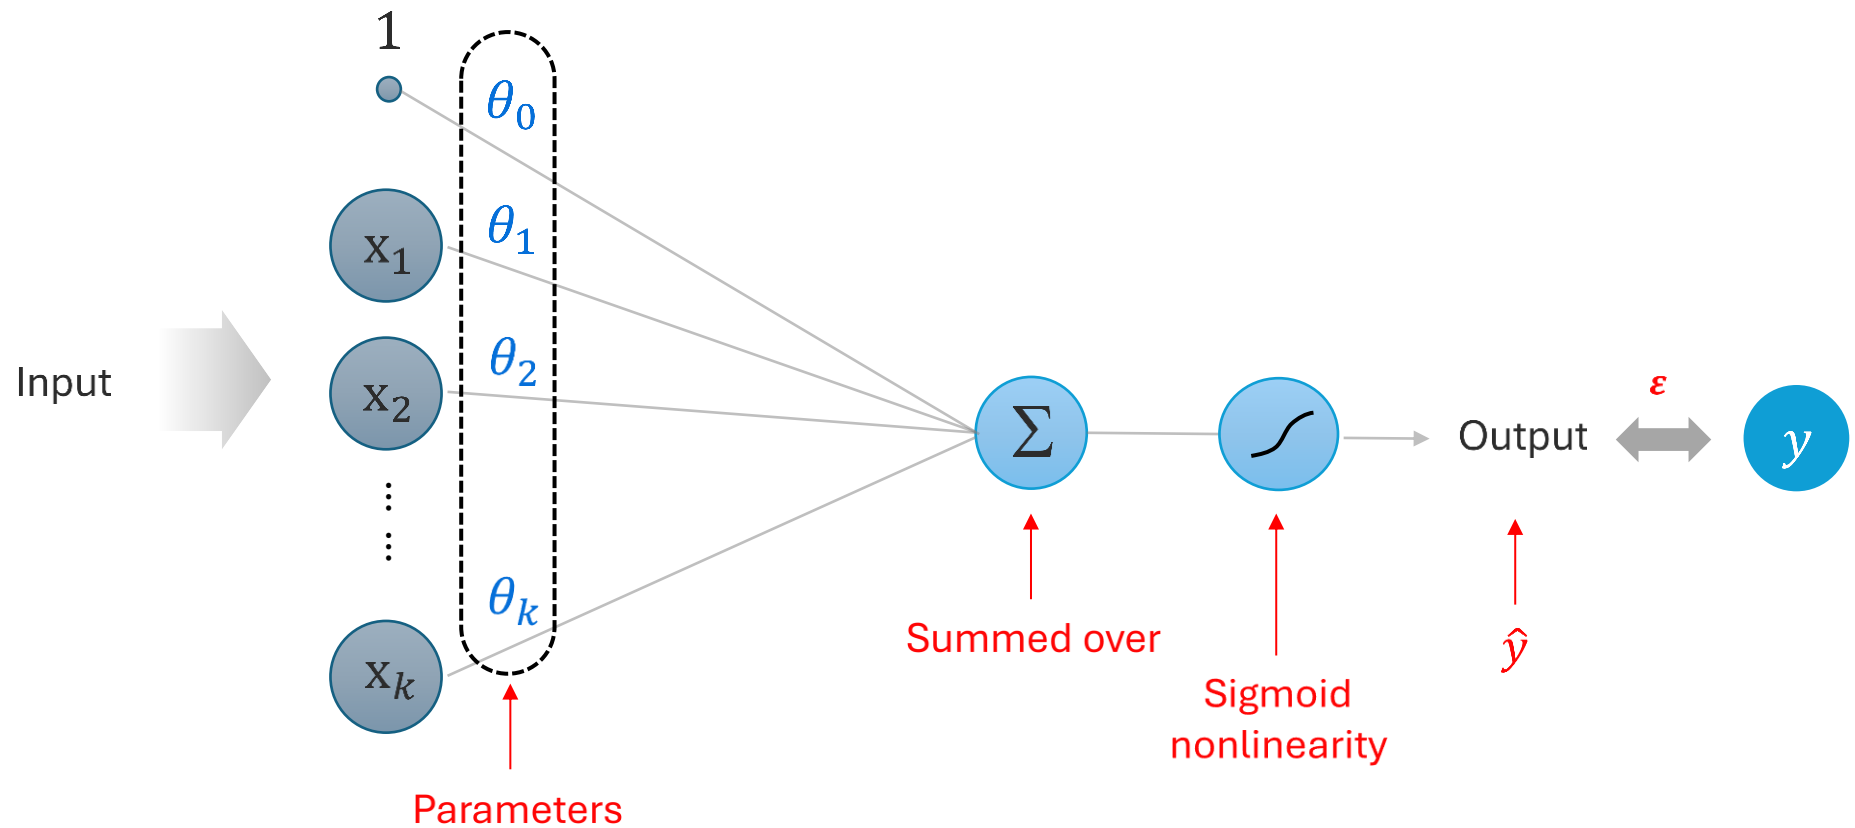 1
θ₀
x₁
θ₁
x₂
θ₂
⋮
⋮
xₖ
θₖ
Input
Σ
Output
ε
y
Summed over
ŷ
Sigmoid
nonlinearity
Parameters